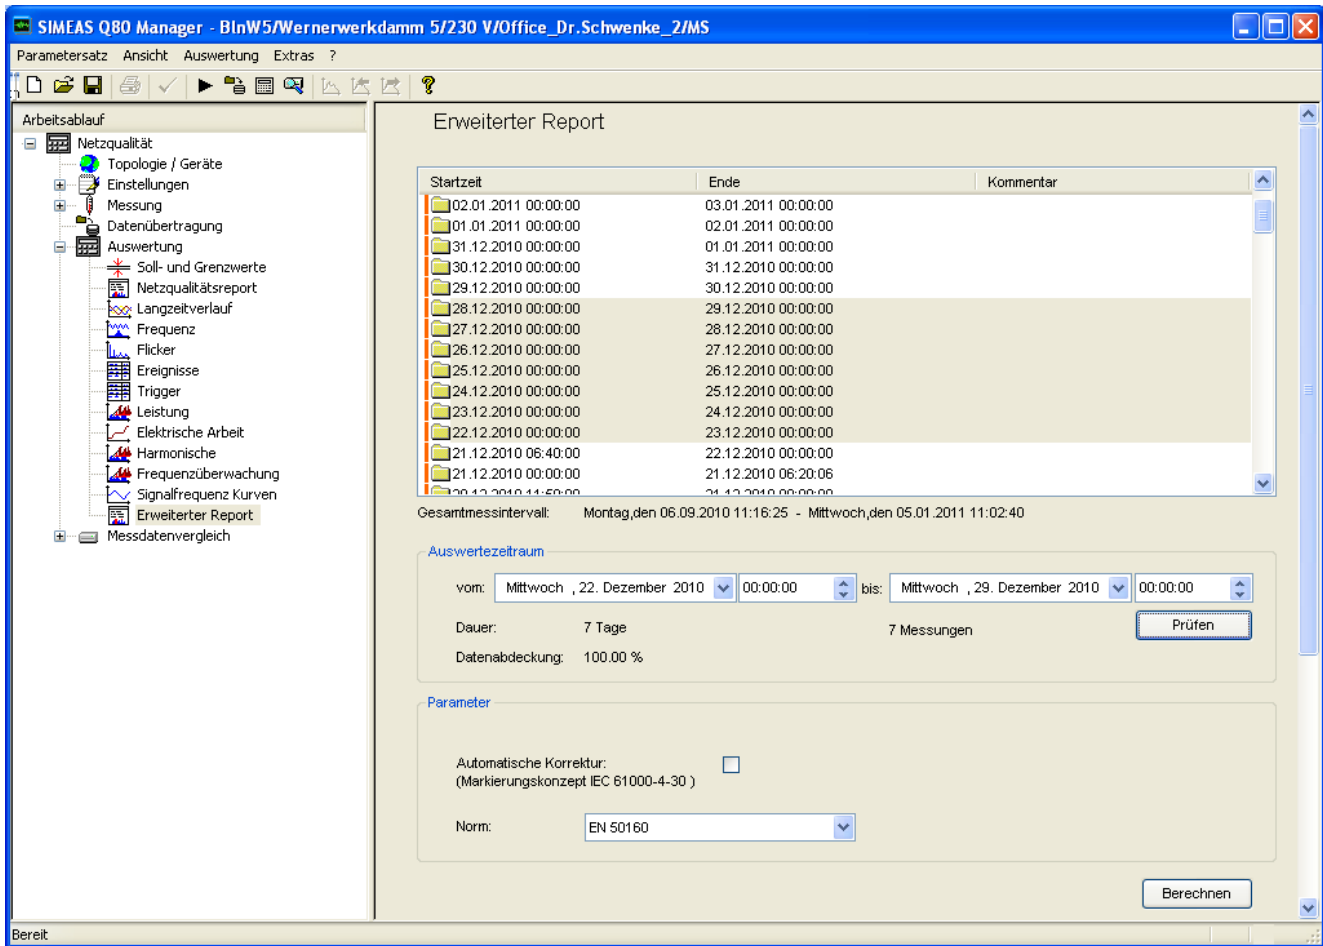 SIMEAS Q80 Manager - BlnW5/Wernerwerkdamm 5/230 V/Office_Dr.Schwenke_2/MS
Parametersatz Ansicht Auswertung Extras ?
Arbeitsablauf
Netzqualität
Topologie / Geräte
Einstellungen
Messung
Datenübertragung
Auswertung
Soll- und Grenzwerte
Netzqualitätsreport
Langzeitverlauf
Frequenz
Flicker
Ereignisse
Trigger
Leistung
Elektrische Arbeit
Harmonische
Frequenzüberwachung
Signalfrequenz Kurven
Erweiterter Report
Messdatenvergleich
Erweiterter Report
Startzeit Ende Kommentar
02.01.2011 00:00:00 03.01.2011 00:00:00
01.01.2011 00:00:00 02.01.2011 00:00:00
31.12.2010 00:00:00 01.01.2011 00:00:00
30.12.2010 00:00:00 31.12.2010 00:00:00
29.12.2010 00:00:00 30.12.2010 00:00:00
28.12.2010 00:00:00 29.12.2010 00:00:00
27.12.2010 00:00:00 28.12.2010 00:00:00
26.12.2010 00:00:00 27.12.2010 00:00:00
25.12.2010 00:00:00 26.12.2010 00:00:00
24.12.2010 00:00:00 25.12.2010 00:00:00
23.12.2010 00:00:00 24.12.2010 00:00:00
22.12.2010 00:00:00 23.12.2010 00:00:00
21.12.2010 06:40:00 22.12.2010 00:00:00
21.12.2010 00:00:00 21.12.2010 06:20:06
Gesamtmessintervall: Montag,den 06.09.2010 11:16:25 - Mittwoch,den 05.01.2011 11:02:40
Auswertezeitraum
vom: Mittwoch , 22. Dezember 2010 00:00:00 bis: Mittwoch , 29. Dezember 2010 00:00:00
Dauer: 7 Tage 7 Messungen Prüfen
Datenabdeckung: 100.00 %
Parameter
Automatische Korrektur:
(Markierungskonzept IEC 61000-4-30 )
Norm: EN 50160
Berechnen
Bereit